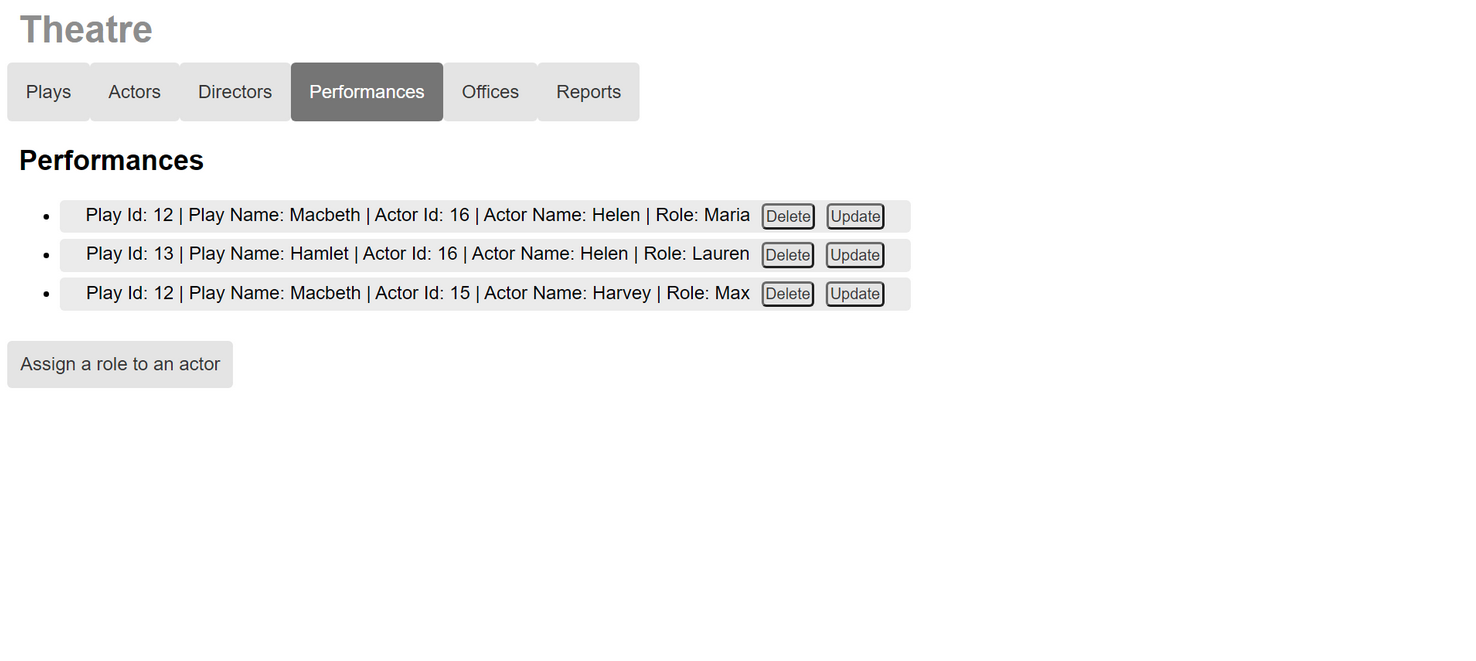 Theatre
Plays Actors Directors Performances Offices Reports
Performances
Play Id: 12 | Play Name: Macbeth | Actor Id: 16 | Actor Name: Helen | Role: Maria Delete Update
Play Id: 13 | Play Name: Hamlet | Actor Id: 16 | Actor Name: Helen | Role: Lauren Delete Update
Play Id: 12 | Play Name: Macbeth | Actor Id: 15 | Actor Name: Harvey | Role: Max Delete Update
Assign a role to an actor